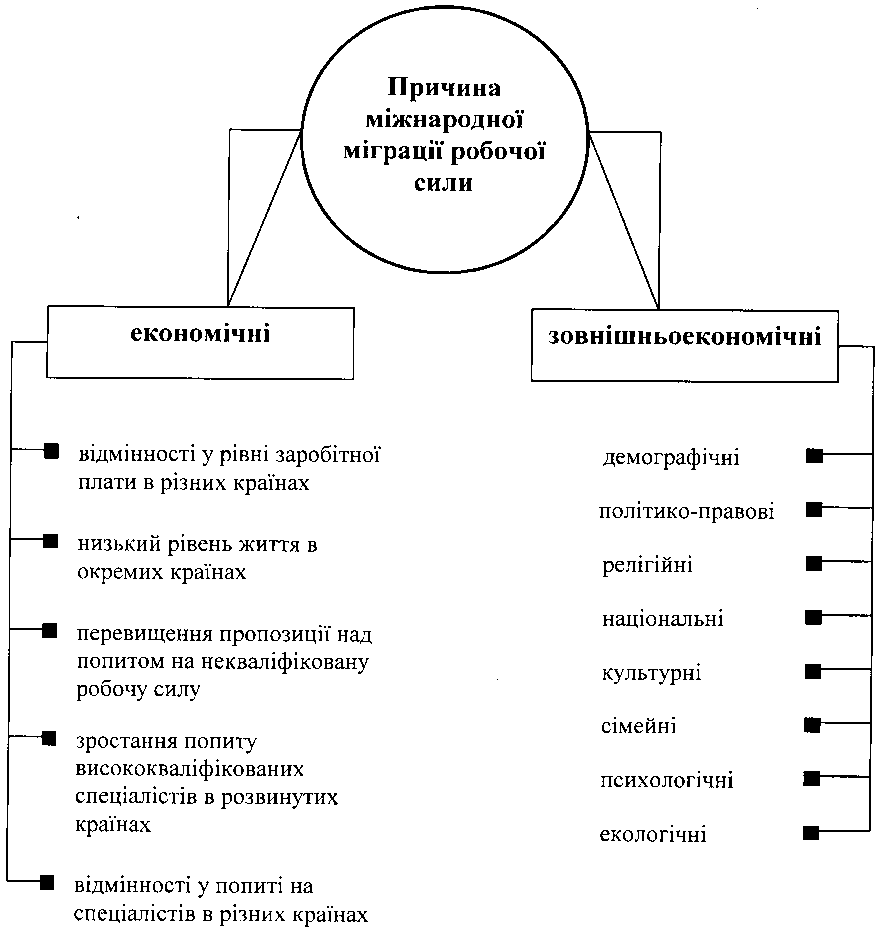 Причина
міжнародної
міграції робочої
сили
економічні
відмінності у рівні заробітної
плати в різних країнах
низький рівень життя в
окремих країнах
перевищення пропозиції над
попитом на некваліфіковану
робочу силу
зростання попиту
висококваліфікованих
спеціалістів в розвинутих
країнах
відмінності у попиті на
спеціалістів в різних країнах
зовнішньоекономічні
демографічні
політико-правові
релігійні
національні
культурні
сімейні
психологічні
екологічні